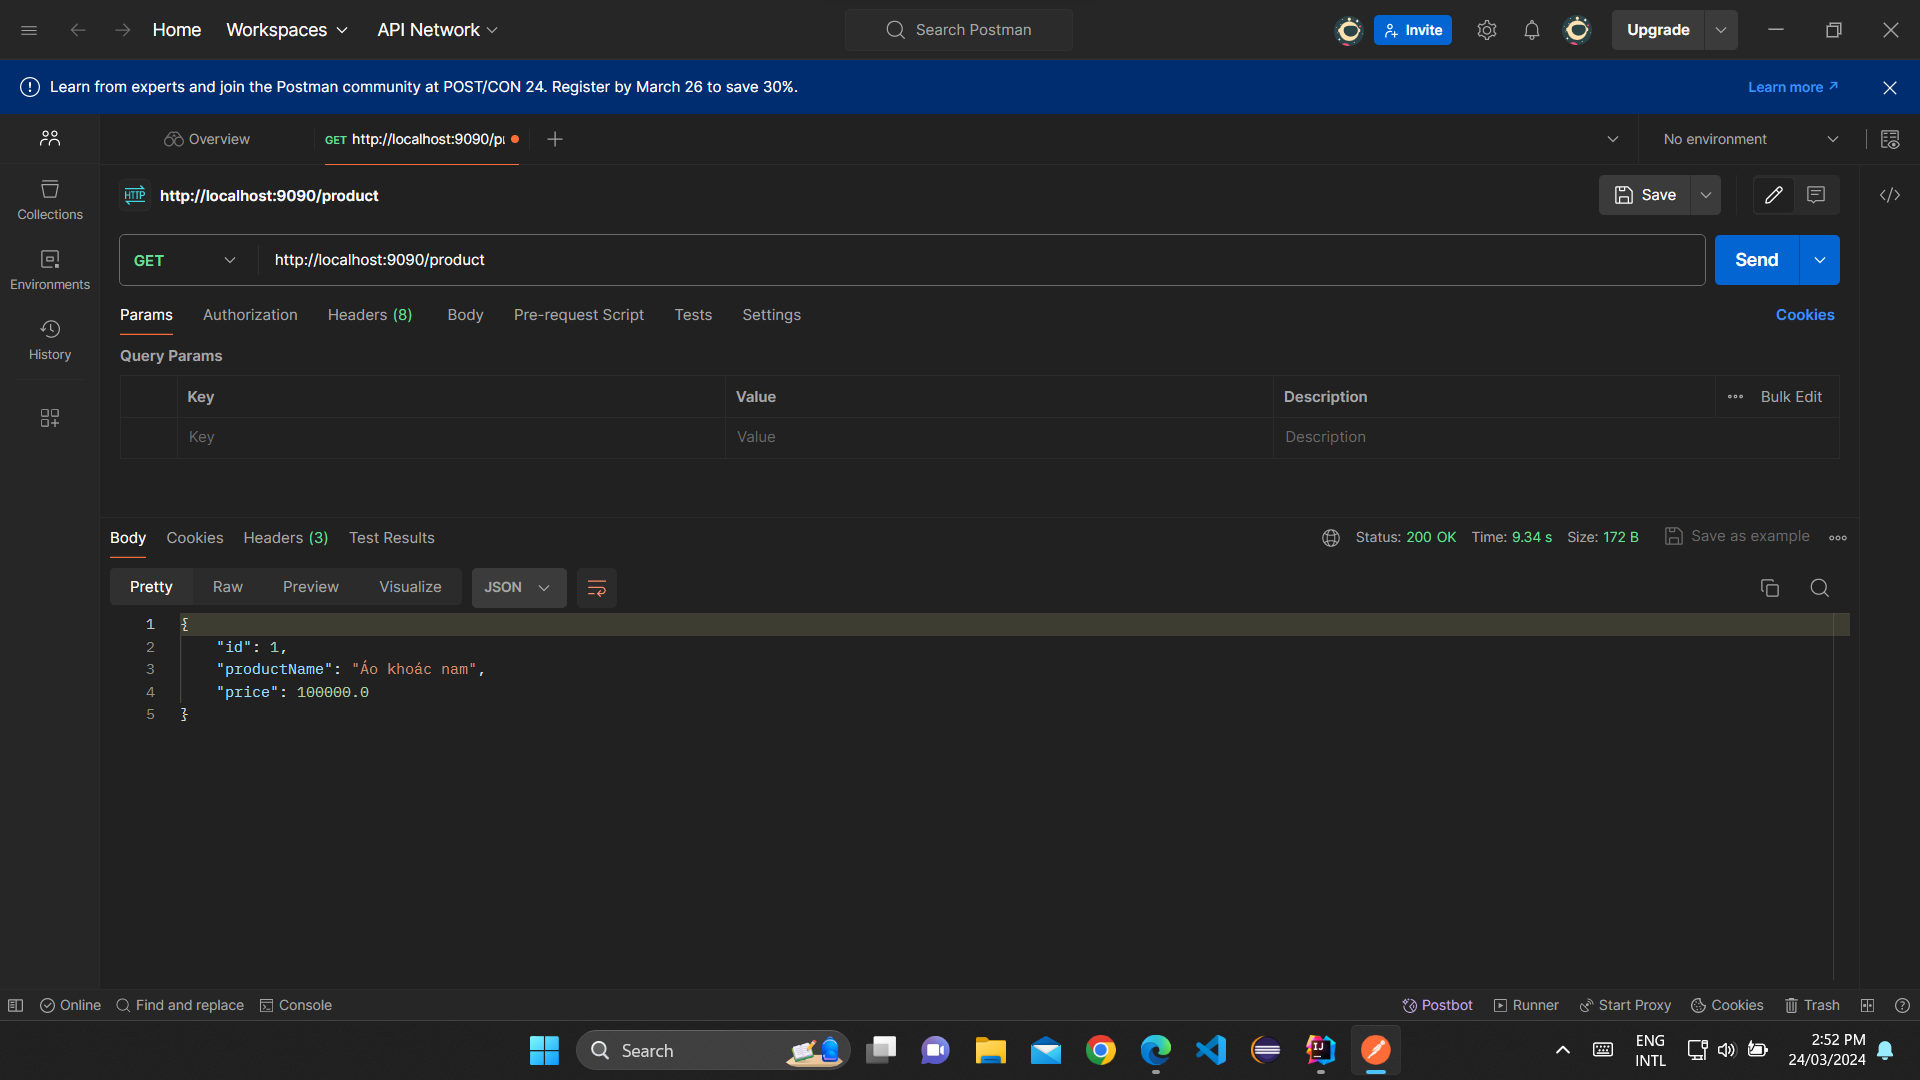 Home Workspaces API Network Search Postman Invite Upgrade
Learn from experts and join the Postman community at POST/CON 24. Register by March 26 to save 30%. Learn more
Overview GET http://localhost:9090/p No environment
HTTP http://localhost:9090/product Save
Collections
GET http://localhost:9090/product Send
Environments
Params Authorization Headers (8) Body Pre-request Script Tests Settings Cookies
History
Query Params
Key Value Description Bulk Edit
Key Value Description
Body Cookies Headers (3) Test Results Status: 200 OK Time: 9.34 s Size: 172 B Save as example
Pretty Raw Preview Visualize JSON
1 {
2 "id": 1,
3 "productName": "Áo khoác nam",
4 "price": 100000.0
5 }
Online Find and replace Console Postbot Runner Start Proxy Cookies Trash
Search IJ ENG 2:52 PM
INTL 24/03/2024